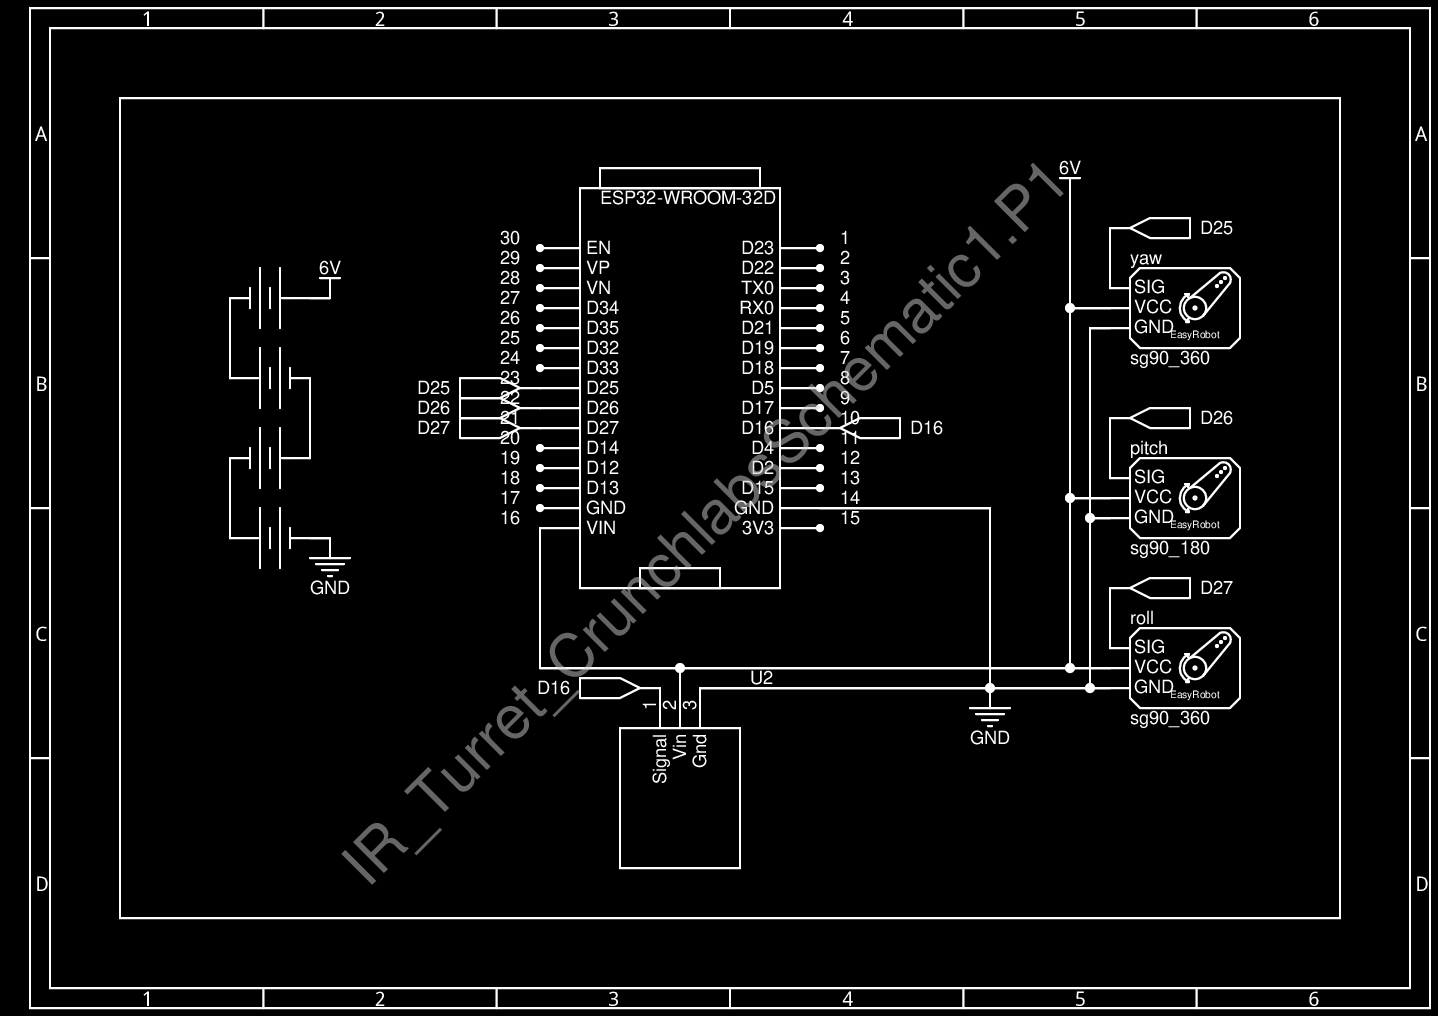 1 2 3 4 5 6
A
B
C
D
A
B
C
D
6V
GND
ESP32-WROOM-32D
30 EN
29 VP
28 VN
27 D34
26 D35
25 D32
24 D33
D25 23 D25
D26 22 D26
D27 21 D27
20 D14
19 D12
18 D13
17 GND
16 VIN
D23 1
D22 2
TX0 3
RX0 4
D21 5
D19 6
D18 7
D5 8
D17 9
D16 10 D16
D4 11
D2 12
D15 13
GND 14
3V3 15
6V
D25
yaw
SIG
VCC
GND
EasyRobot
sg90_360
D26
pitch
SIG
VCC
GND
EasyRobot
sg90_180
D27
roll
SIG
VCC
GND
EasyRobot
sg90_360
U2
D16
1 2 3
Signal
Vin
Gnd
GND
IR_Turret_CrunchlabsSchematic1.P1
1 2 3 4 5 6